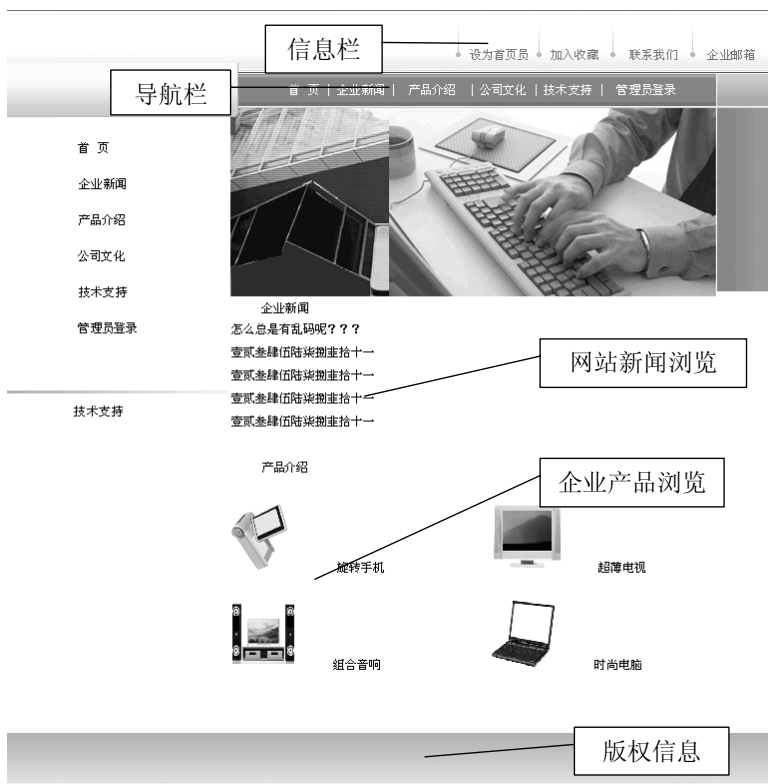 信息栏
设为首页员 加入收藏 联系我们 企业邮箱
导航栏
首 页 | 企业新闻 | 产品介绍 | 公司文化 | 技术支持 | 管理员登录
首 页
企业新闻
产品介绍
公司文化
技术支持
管理员登录
技术支持
企业新闻
怎么总是有乱码呢？？？
壹贰叁肆伍陆柒捌韭拾十一
壹贰叁肆伍陆柒捌韭拾十一
壹贰叁肆伍陆柒捌韭拾十一
壹贰叁肆伍陆柒捌韭拾十一
网站新闻浏览
产品介绍
企业产品浏览
旋转手机
超薄电视
组合音响
时尚电脑
版权信息